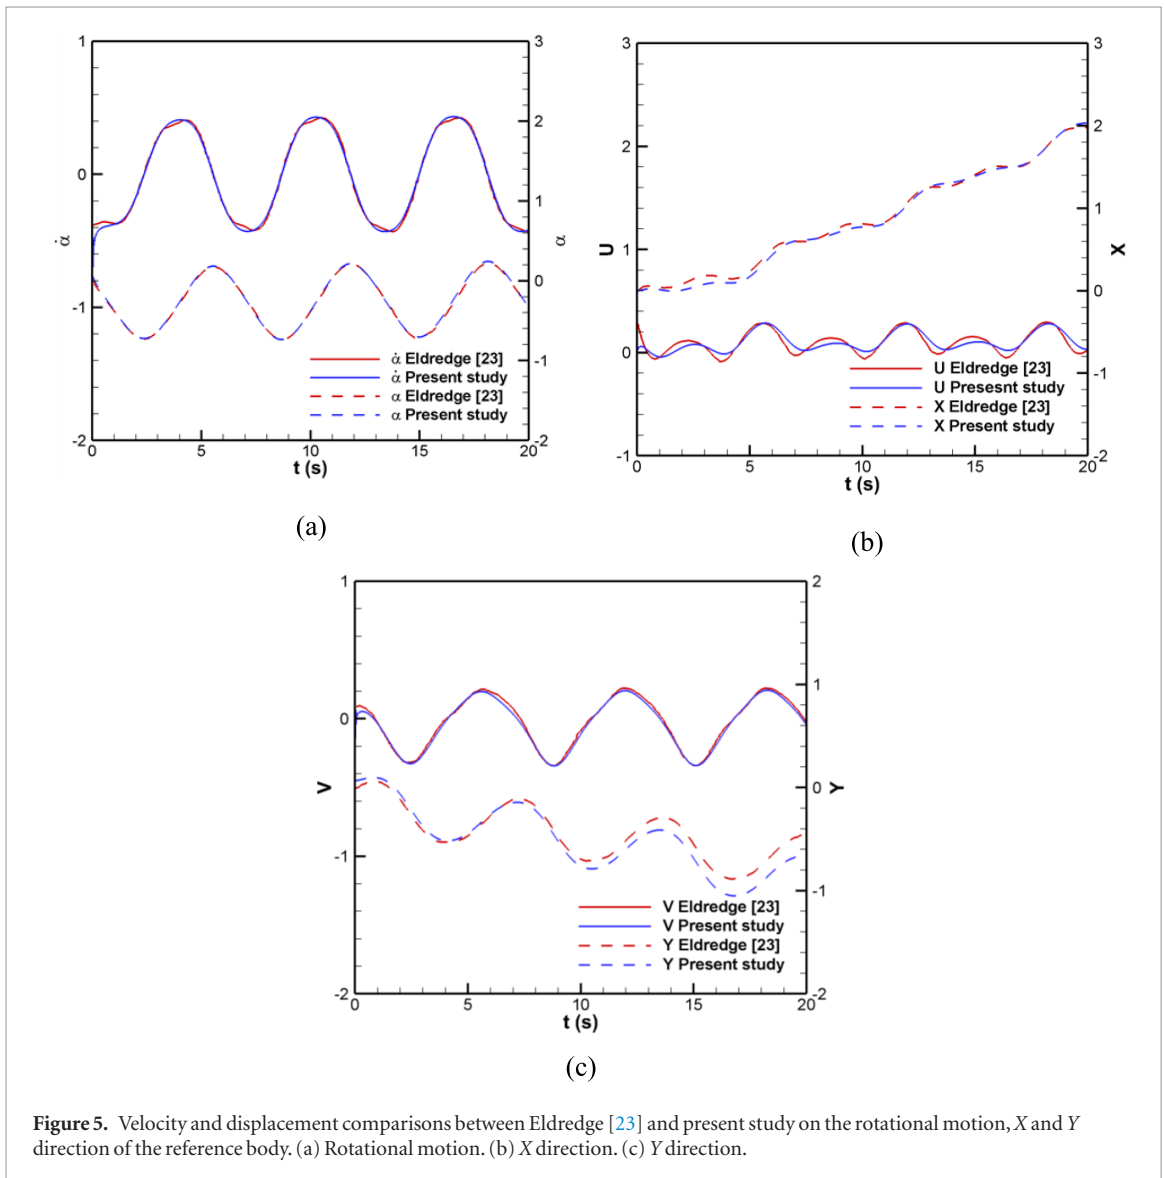 1
0
-1
-2
3
2
1
0
-1
-2
α̇
α
0
5
10
15
20
t (s)
α̇ Eldredge [23]
α̇ Present study
α Eldredge [23]
α Present study
(a)
3
2
1
0
-1
3
2
1
0
-1
-2
U
X
0
5
10
15
20
t (s)
U Eldredge [23]
U Presesnt study
X Eldredge [23]
X Present study
(b)
1
0
-1
-2
2
1
0
-1
-2
V
Y
0
5
10
15
20
t (s)
V Eldredge [23]
V Present study
Y Eldredge [23]
Y Present study
(c)
Figure 5. Velocity and displacement comparisons between Eldredge [23] and present study on the rotational motion, X and Y
direction of the reference body. (a) Rotational motion. (b) X direction. (c) Y direction.